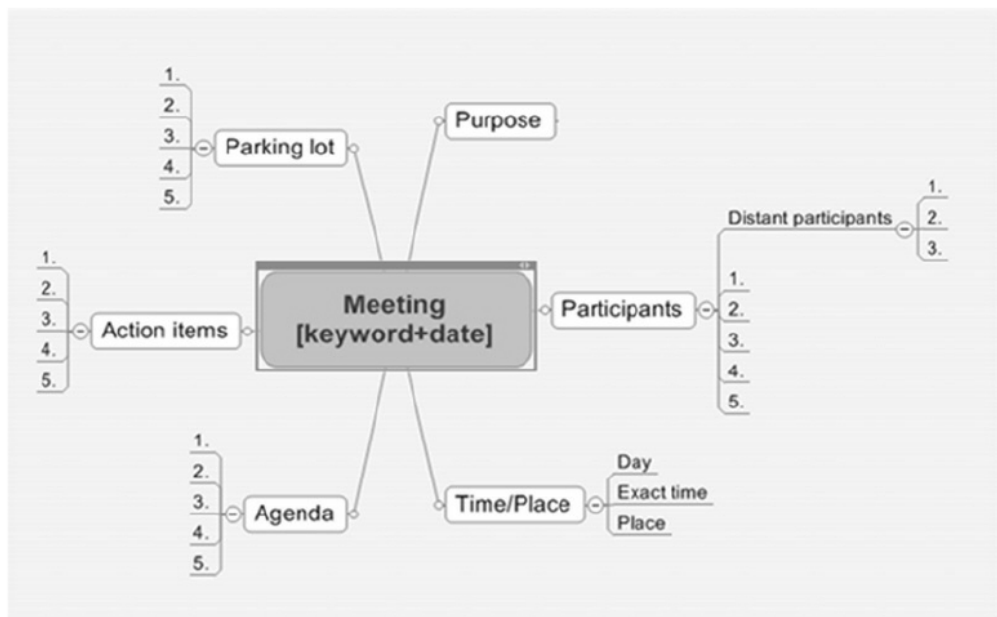 Meeting
[keyword+date]
Purpose
Participants
Distant participants
1.
2.
3.
1.
2.
3.
4.
5.
Time/Place
Day
Exact time
Place
Agenda
1.
2.
3.
4.
5.
Action items
1.
2.
3.
4.
5.
Parking lot
1.
2.
3.
4.
5.